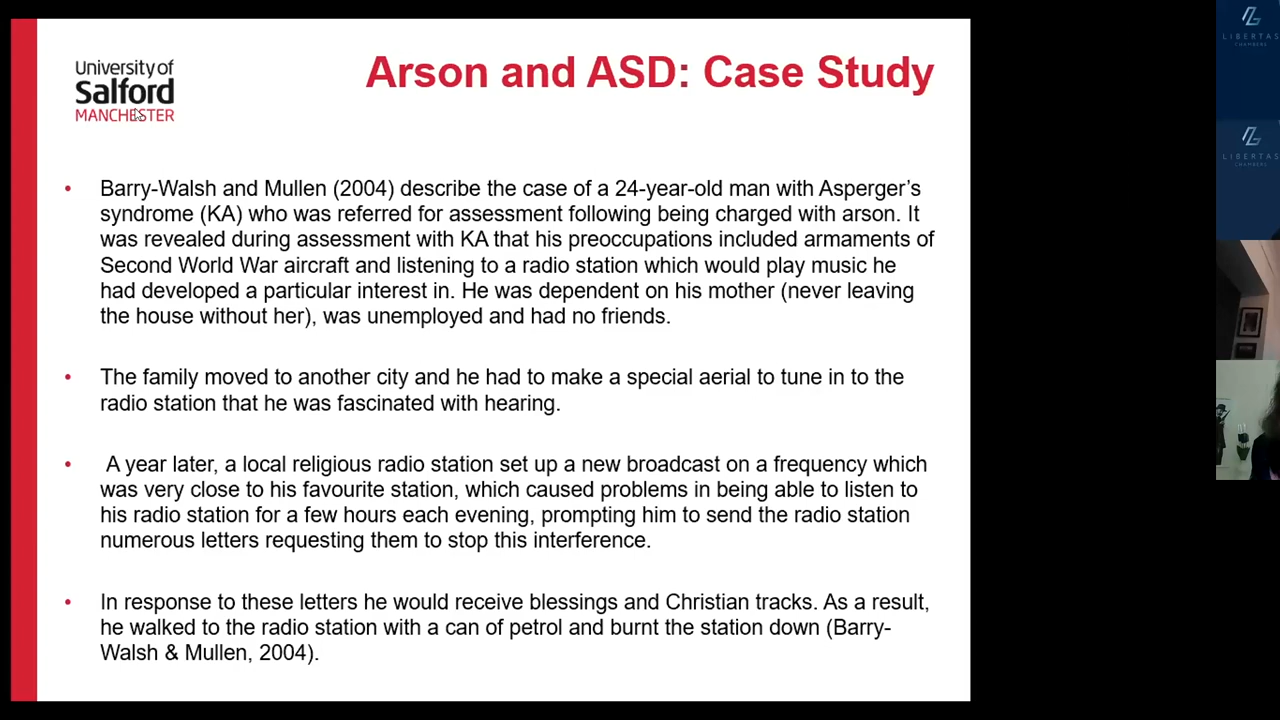 University of
Salford
MANCHESTER
Arson and ASD: Case Study
• Barry-Walsh and Mullen (2004) describe the case of a 24-year-old man with Asperger’s
syndrome (KA) who was referred for assessment following being charged with arson. It
was revealed during assessment with KA that his preoccupations included armaments of
Second World War aircraft and listening to a radio station which would play music he
had developed a particular interest in. He was dependent on his mother (never leaving
the house without her), was unemployed and had no friends.
• The family moved to another city and he had to make a special aerial to tune in to the
radio station that he was fascinated with hearing.
• A year later, a local religious radio station set up a new broadcast on a frequency which
was very close to his favourite station, which caused problems in being able to listen to
his radio station for a few hours each evening, prompting him to send the radio station
numerous letters requesting them to stop this interference.
• In response to these letters he would receive blessings and Christian tracks. As a result,
he walked to the radio station with a can of petrol and burnt the station down (Barry-
Walsh & Mullen, 2004).
LIBERTAS
CHAMBERS
LIBERTAS
CHAMBERS